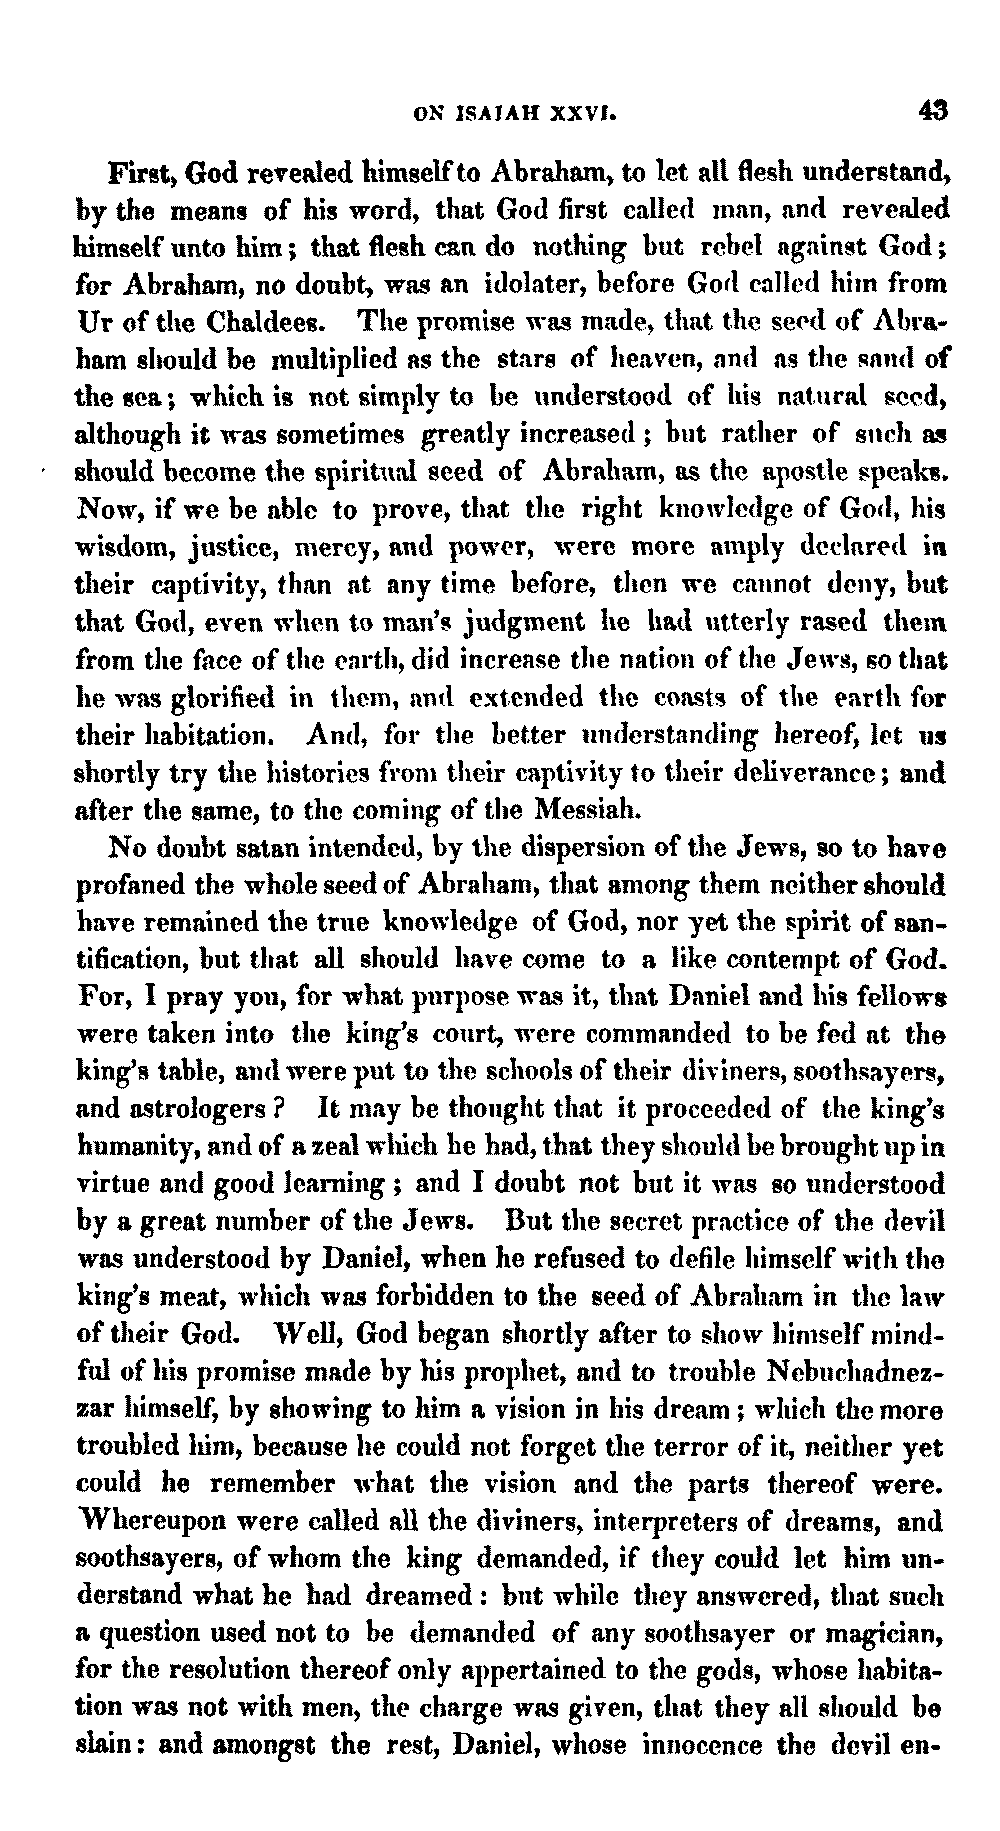 ON ISAIAH XXVI. 43
First, God revealed himself to Abraham, to let all flesh understand,
by the means of his word, that God first called man, and revealed
himself unto him; that flesh can do nothing but rebel against God;
for Abraham, no doubt, was an idolater, before God called him from
Ur of the Chaldees. The promise was made, that the seed of Abra-
ham should be multiplied as the stars of heaven, and as the sand of
the sea; which is not simply to be understood of his natural seed,
although it was sometimes greatly increased; but rather of such as
should become the spiritual seed of Abraham, as the apostle speaks.
Now, if we be able to prove, that the right knowledge of God, his
wisdom, justice, mercy, and power, were more amply declared in
their captivity, than at any time before, then we cannot deny, but
that God, even when to man's judgment he had utterly rased them
from the face of the earth, did increase the nation of the Jews, so that
he was glorified in them, and extended the coasts of the earth for
their habitation. And, for the better understanding hereof, let us
shortly try the histories from their captivity to their deliverance; and
after the same, to the coming of the Messiah.
No doubt satan intended, by the dispersion of the Jews, so to have
profaned the whole seed of Abraham, that among them neither should
have remained the true knowledge of God, nor yet the spirit of san-
tification, but that all should have come to a like contempt of God.
For, I pray you, for what purpose was it, that Daniel and his fellows
were taken into the king's court, were commanded to be fed at the
king's table, and were put to the schools of their diviners, soothsayers,
and astrologers? It may be thought that it proceeded of the king's
humanity, and of a zeal which he had, that they should be brought up in
virtue and good learning; and I doubt not but it was so understood
by a great number of the Jews. But the secret practice of the devil
was understood by Daniel, when he refused to defile himself with the
king's meat, which was forbidden to the seed of Abraham in the law
of their God. Well, God began shortly after to show himself mind-
ful of his promise made by his prophet, and to trouble Nebuchadnez-
zar himself, by showing to him a vision in his dream; which the more
troubled him, because he could not forget the terror of it, neither yet
could he remember what the vision and the parts thereof were.
Whereupon were called all the diviners, interpreters of dreams, and
soothsayers, of whom the king demanded, if they could let him un-
derstand what he had dreamed: but while they answered, that such
a question used not to be demanded of any soothsayer or magician,
for the resolution thereof only appertained to the gods, whose habita-
tion was not with men, the charge was given, that they all should be
slain: and amongst the rest, Daniel, whose innocence the devil en-